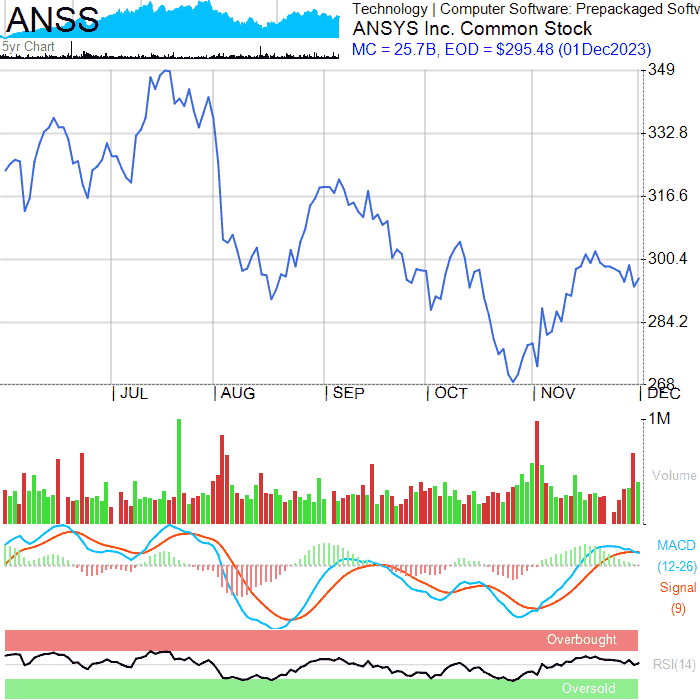 ANSS
5yr Chart
Technology | Computer Software: Prepackaged Softw
ANSYS Inc. Common Stock
MC = 25.7B, EOD = $295.48 (01Dec2023)
349
332.8
316.6
300.4
284.2
268
JUL AUG SEP OCT NOV DEC
1M
Volume
MACD
(12-26)
Signal
(9)
Overbought
RSI(14)
Oversold